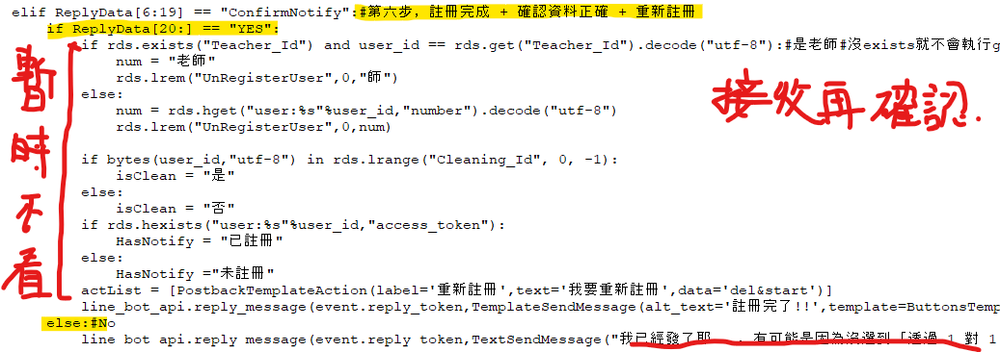 elif ReplyData[6:19] == "ConfirmNotify":#第六步，註冊完成 + 確認資料正確 + 重新註冊
if ReplyData[20:] == "YES":
if rds.exists("Teacher_Id") and user_id == rds.get("Teacher_Id").decode("utf-8"):#是老師#沒exists就不會執行g
num = "老師"
rds.lrem("UnRegisterUser",0,"師")
else:
num = rds.hget("user:%s"%user_id,"number").decode("utf-8")
rds.lrem("UnRegisterUser",0,num)
if bytes(user_id,"utf-8") in rds.lrange("Cleaning_Id", 0, -1):
isClean = "是"
else:
isClean = "否"
if rds.hexists("user:%s"%user_id,"access_token"):
HasNotify = "已註冊"
else:
HasNotify ="未註冊"
actList = [PostbackTemplateAction(label='重新註冊',text='我要重新註冊',data='del&start')]
line_bot_api.reply_message(event.reply_token,TemplateSendMessage(alt_text='註冊完了!!',template=ButtonsTemp
else:#No
line bot api.reply message(event.reply token,TextSendMessage("我已經發了耶...，有可能是因為沒選到「透過 1 對 1
暫時不看
接收再確認.